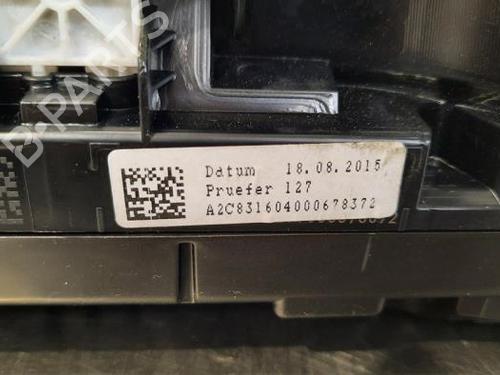 B-PARTS
Datum 18.08.2015
Pruefer 127
A2C831604000678372